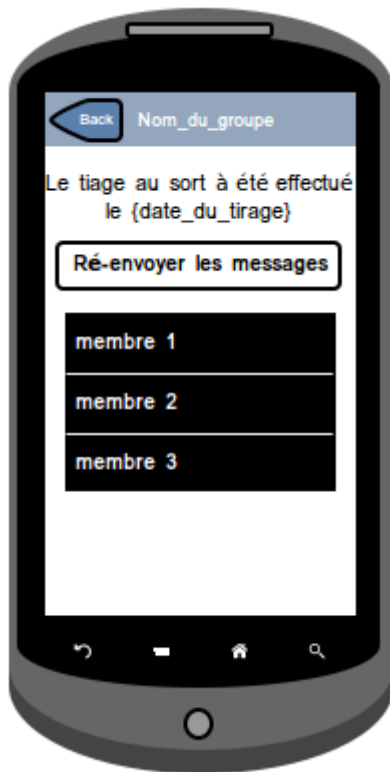 Back
Nom_du_groupe
Le tiage au sort à été effectué
le {date_du_tirage}
Ré-envoyer les messages
membre 1
membre 2
membre 3